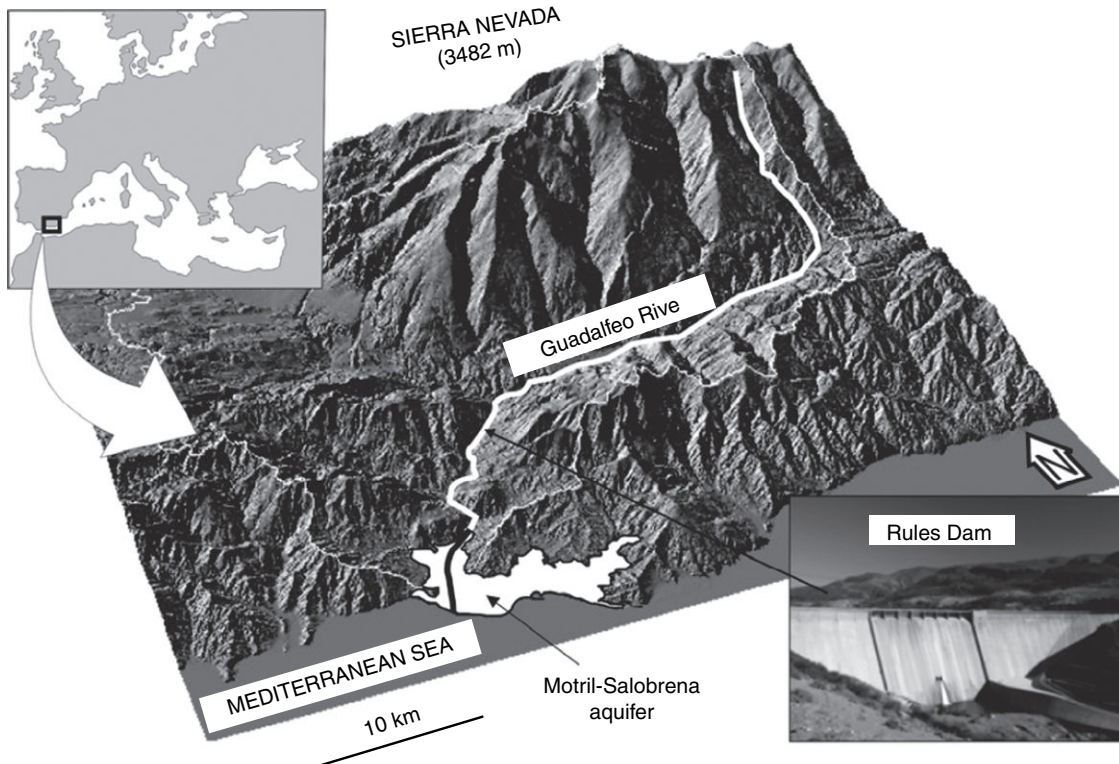 SIERRA NEVADA
(3482 m)
Guadalfeo Rive
N
Rules Dam
MEDITERRANEAN SEA
Motril-Salobrena
aquifer
10 km